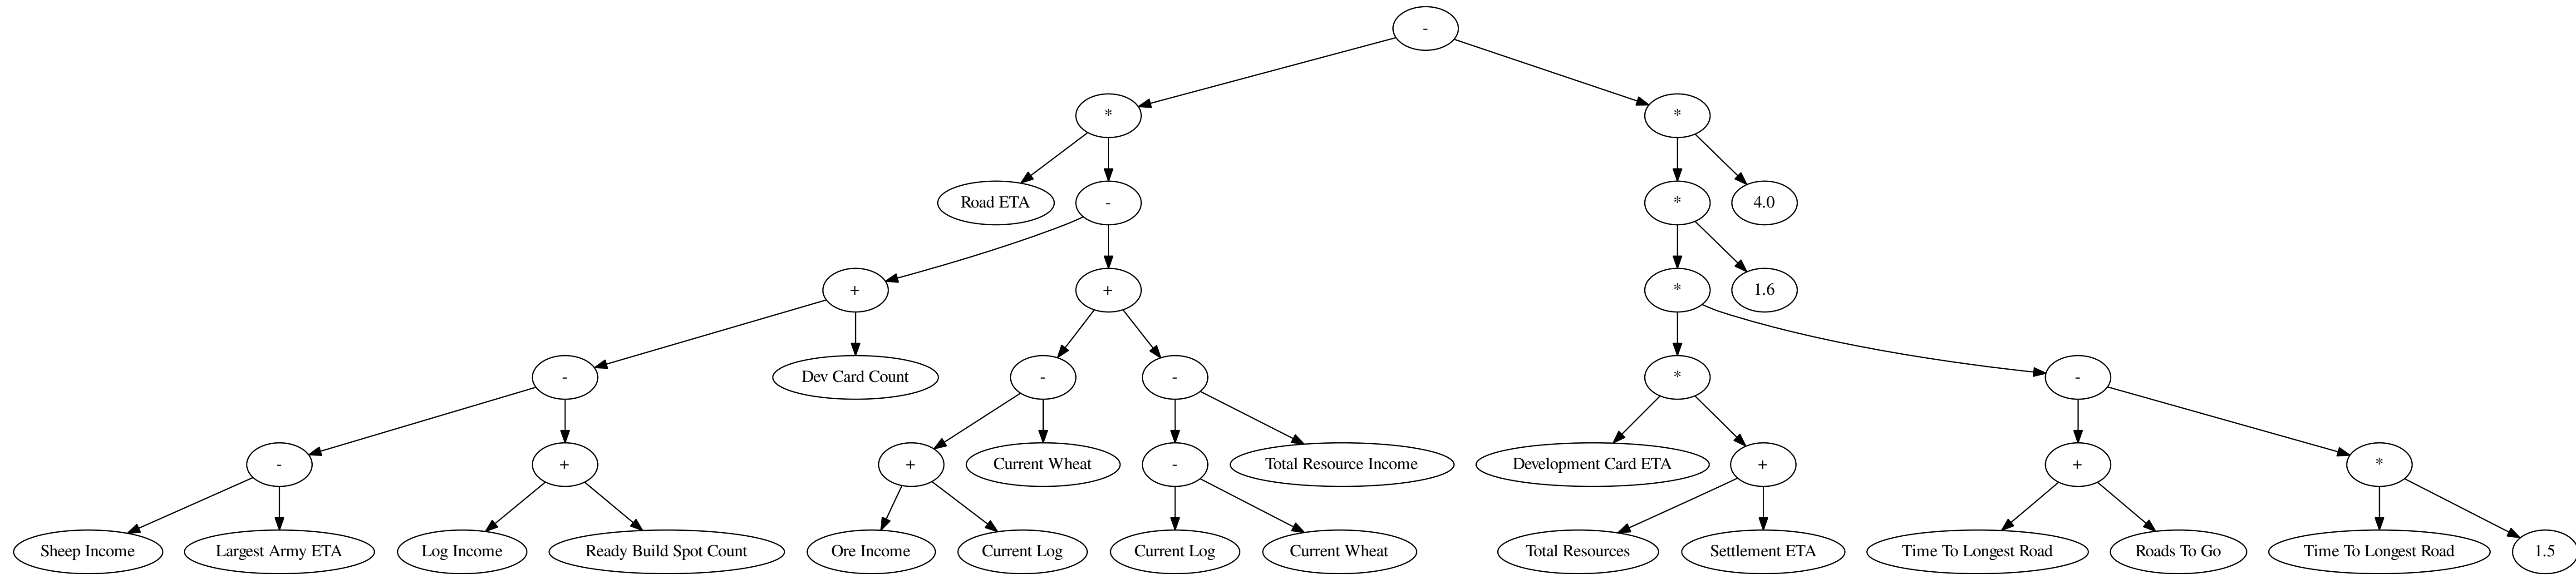 -
*
*
Road ETA
-
*
4.0
+
+
*
1.6
-
Dev Card Count
-
-
*
-
-
+
+
Current Wheat
-
Total Resource Income
Development Card ETA
+
+
*
Sheep Income
Largest Army ETA
Log Income
Ready Build Spot Count
Ore Income
Current Log
Current Log
Current Wheat
Total Resources
Settlement ETA
Time To Longest Road
Roads To Go
Time To Longest Road
1.5